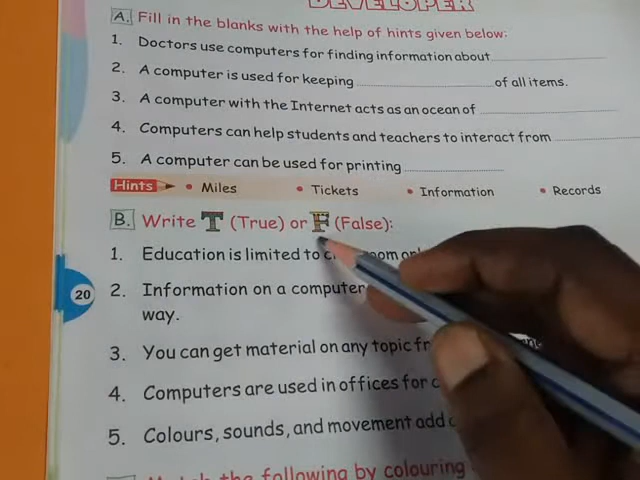 DEVELOPER
A. Fill in the blanks with the help of hints given below:
1. Doctors use computers for finding information about
2. A computer is used for keeping of all items.
3. A computer with the Internet acts as an ocean of
4. Computers can help students and teachers to interact from
5. A computer can be used for printing
Hints • Miles • Tickets • Information • Records
B. Write T (True) or F (False):
1. Education is limited to
20
2. Information on a computer
way.
3. You can get material on any topic
4. Computers are used in offices for
5. Colours, sounds, and movement add
the following by colouring